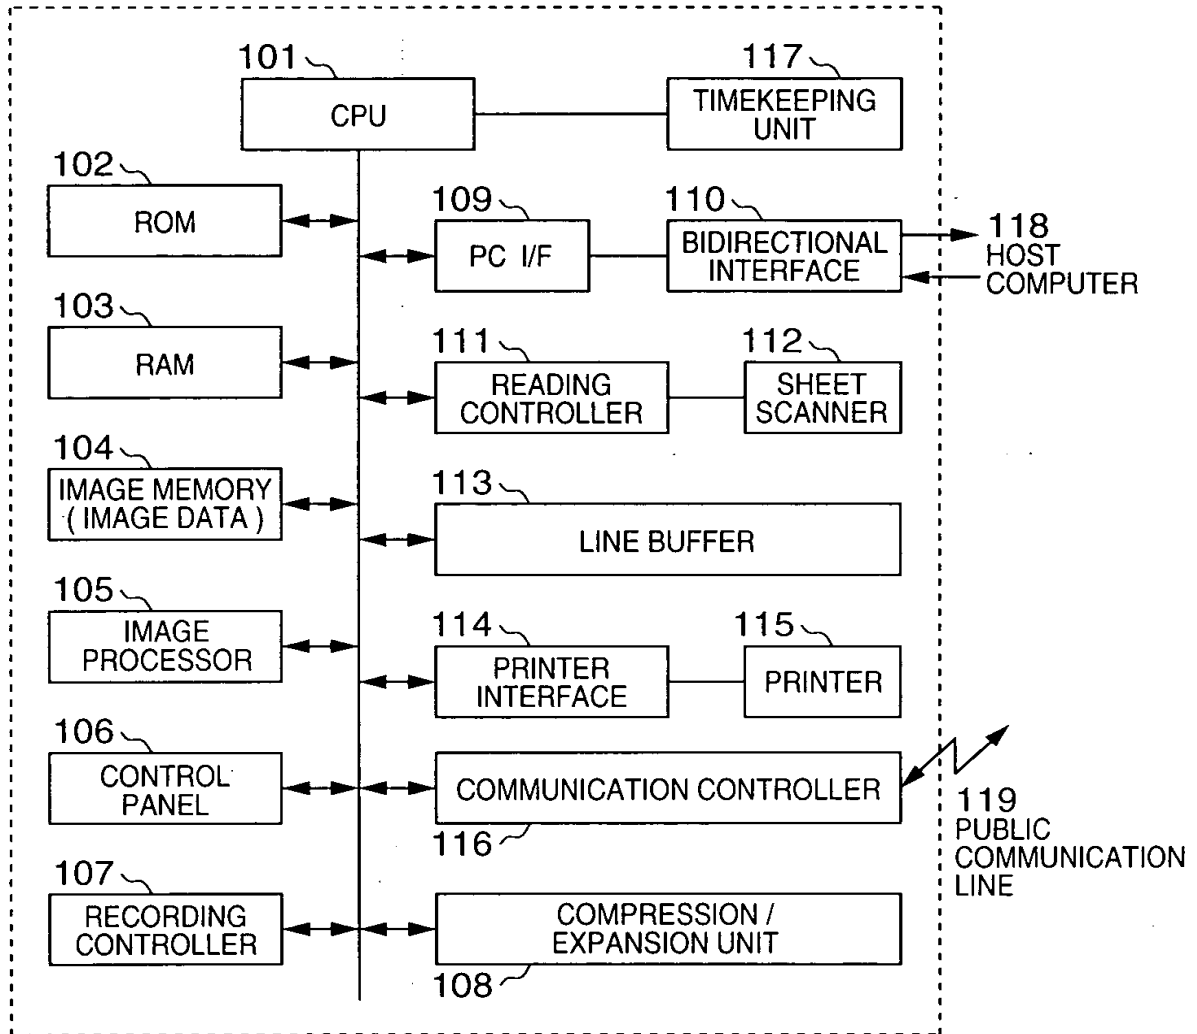 101
CPU
117
TIMEKEEPING
UNIT
102
ROM
109
PC I/F
110
BIDIRECTIONAL
INTERFACE
118
HOST
COMPUTER
103
RAM
111
READING
CONTROLLER
112
SHEET
SCANNER
104
IMAGE MEMORY
( IMAGE DATA )
113
LINE BUFFER
105
IMAGE
PROCESSOR
114
PRINTER
INTERFACE
115
PRINTER
106
CONTROL
PANEL
COMMUNICATION CONTROLLER
116
119
PUBLIC
COMMUNICATION
LINE
107
RECORDING
CONTROLLER
COMPRESSION /
EXPANSION UNIT
108